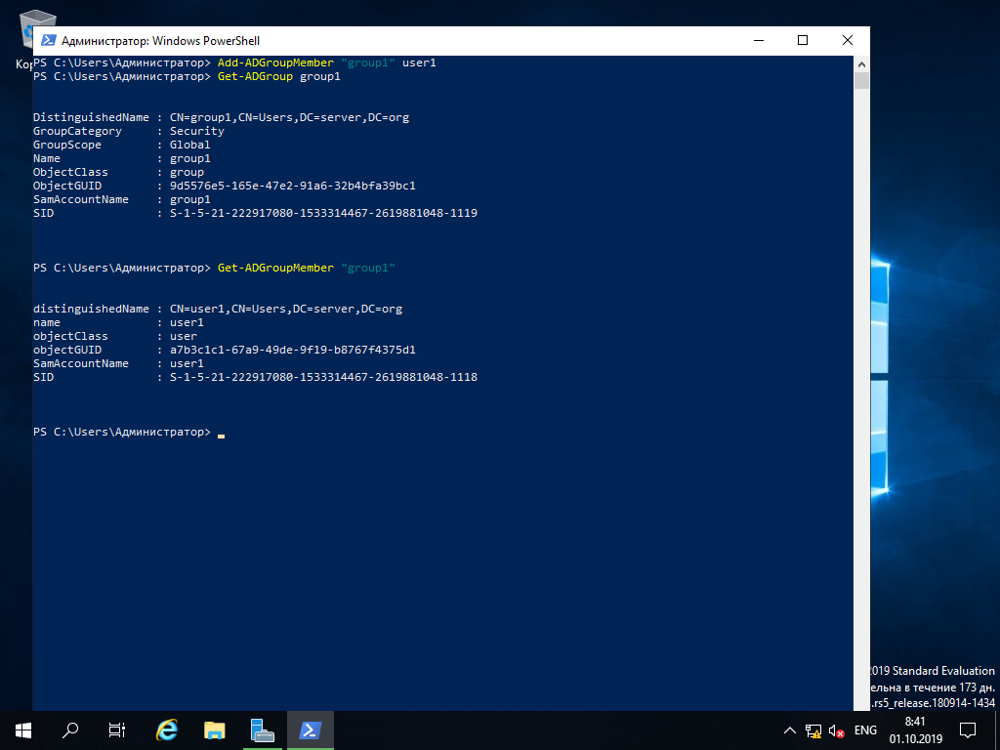 Администратор: Windows PowerShell
PS C:\Users\Администратор> Add-ADGroupMember "group1" user1
PS C:\Users\Администратор> Get-ADGroup group1
DistinguishedName : CN=group1,CN=Users,DC=server,DC=org
GroupCategory : Security
GroupScope : Global
Name : group1
ObjectClass : group
ObjectGUID : 9d5576e5-165e-47e2-91a6-32b4bfa39bc1
SamAccountName : group1
SID : S-1-5-21-222917080-1533314467-2619881048-1119
PS C:\Users\Администратор> Get-ADGroupMember "group1"
distinguishedName : CN=user1,CN=Users,DC=server,DC=org
name : user1
objectClass : user
objectGUID : a7b3c1c1-67a9-49de-9f19-b8767f4375d1
SamAccountName : user1
SID : S-1-5-21-222917080-1533314467-2619881048-1118
PS C:\Users\Администратор>
2019 Standard Evaluation
ельна в течение 173 дн.
.rs5_release.180914-1434
ENG
8:41
01.10.2019